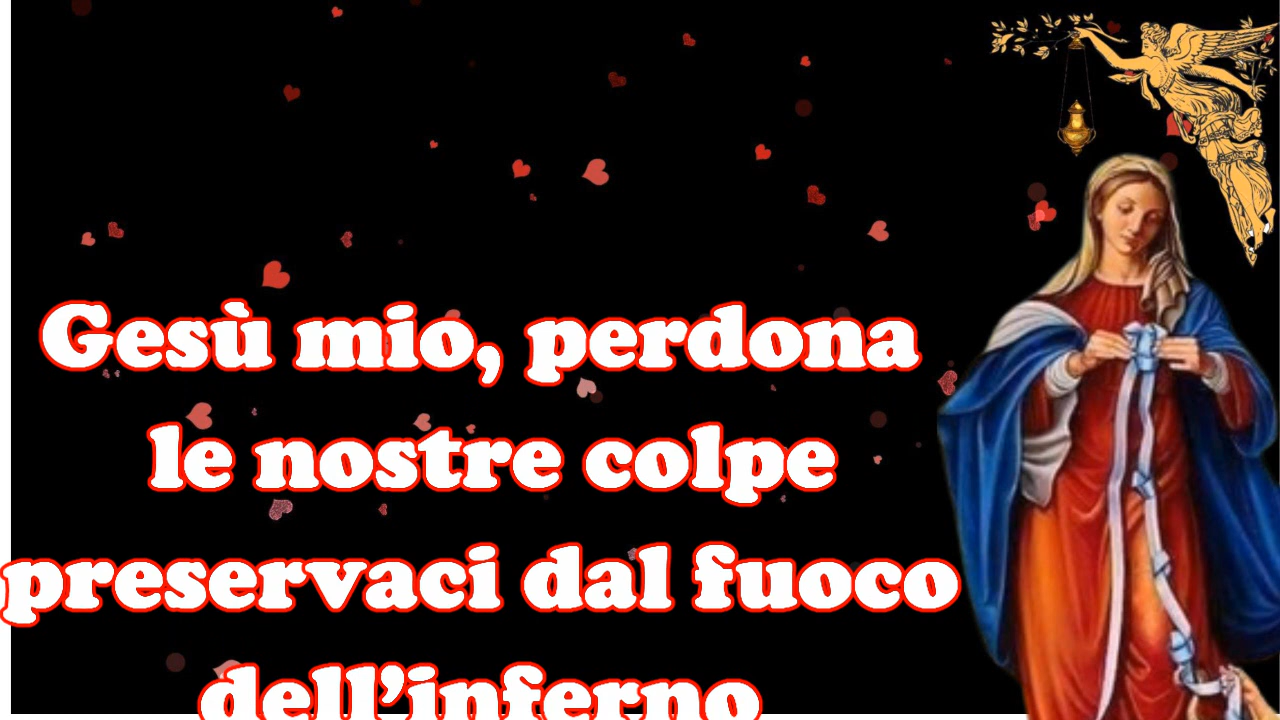 Gesù mio, perdona
le nostre colpe
preservaci dal fuoco
dell’inferno